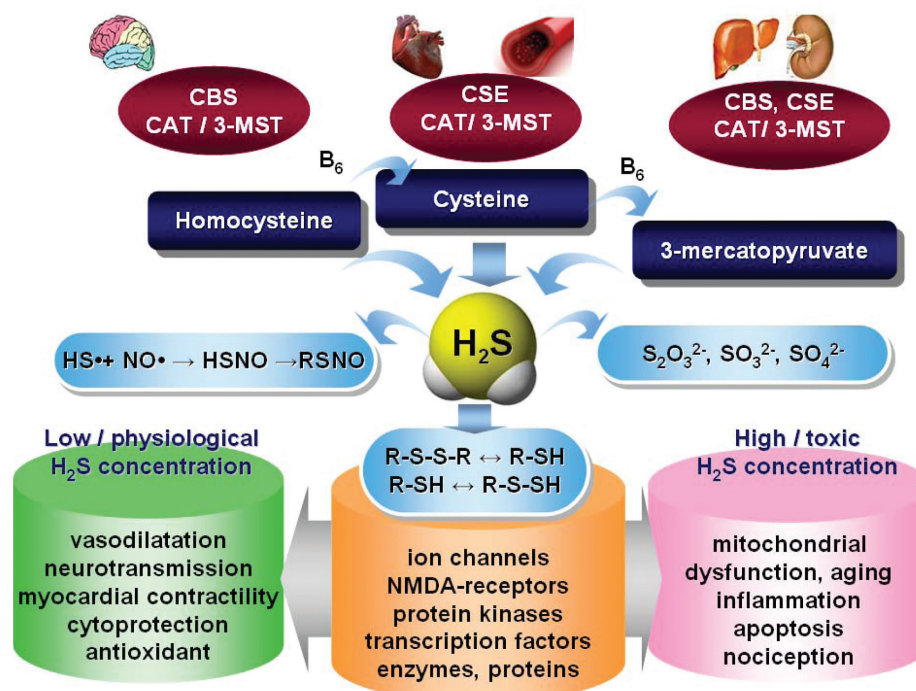 CBS
CAT / 3-MST
CSE
CAT/ 3-MST
CBS, CSE
CAT/ 3-MST
B₆
B₆
Homocysteine
Cysteine
3-mercatopyruvate
H₂S
HS•+ NO• → HSNO →RSNO
S₂O₃²⁻, SO₃²⁻, SO₄²⁻
Low / physiological
H₂S concentration
R-S-S-R ↔ R-SH
R-SH ↔ R-S-SH
High / toxic
H₂S concentration
vasodilatation
neurotransmission
myocardial contractility
cytoprotection
antioxidant
ion channels
NMDA-receptors
protein kinases
transcription factors
enzymes, proteins
mitochondrial
dysfunction, aging
inflammation
apoptosis
nociception